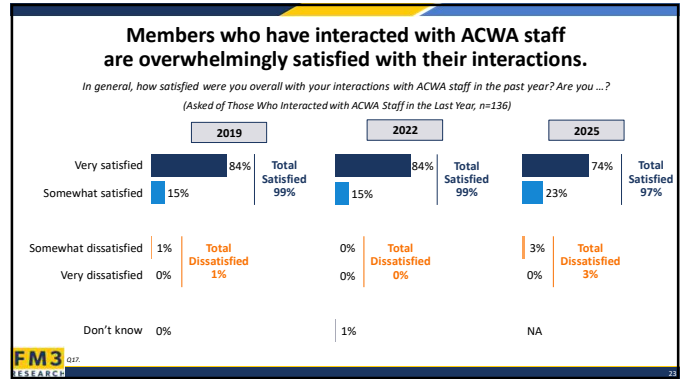 Members who have interacted with ACWA staff
are overwhelmingly satisfied with their interactions.
In general, how satisfied were you overall with your interactions with ACWA staff in the past year? Are you …?
(Asked of Those Who Interacted with ACWA Staff in the Last Year, n=136)
2019 2022 2025
Very satisfied 84% Total Satisfied 99% 84% Total Satisfied 99% 74% Total Satisfied 97%
Somewhat satisfied 15% 15% 23%
Somewhat dissatisfied 1% Total Dissatisfied 1% 0% Total Dissatisfied 0% 3% Total Dissatisfied 3%
Very dissatisfied 0% 0% 0%
Don't know 0% 1% NA
FM3
RESEARCH
Q17.
23